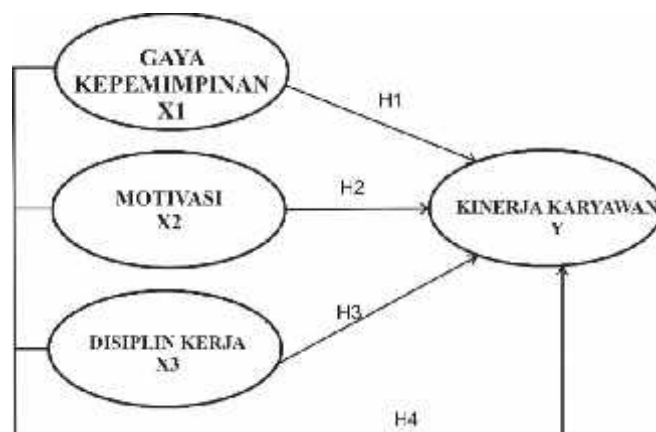 GAYA
KEPEMIMPINAN
X1
H1
MOTIVASI
X2
H2
KINERJA KARYAWAN
Y
DISIPLIN KERJA
X3
H3
H4